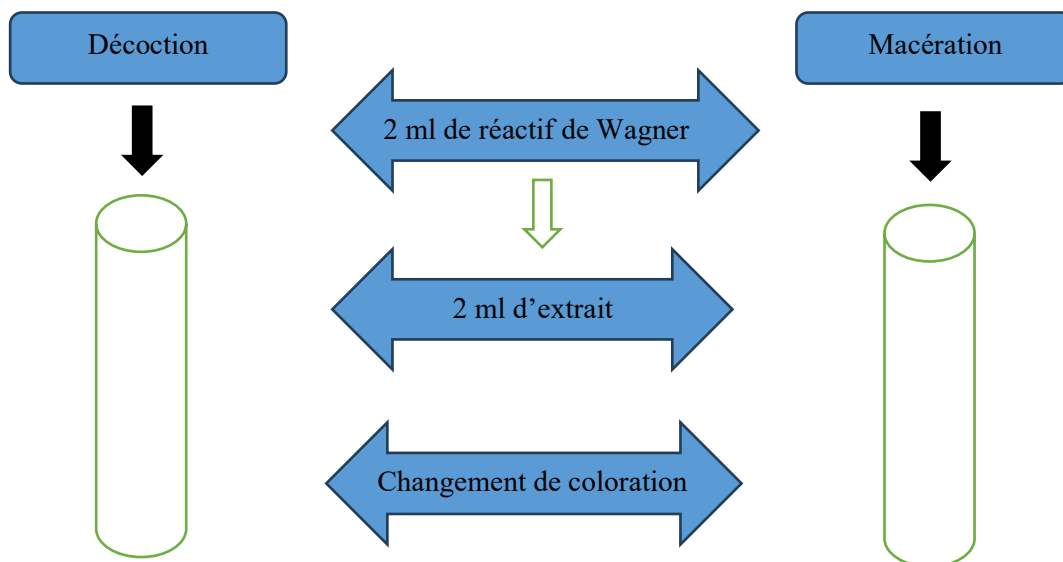 Décoction
Macération
2 ml de réactif de Wagner
2 ml d’extrait
Changement de coloration